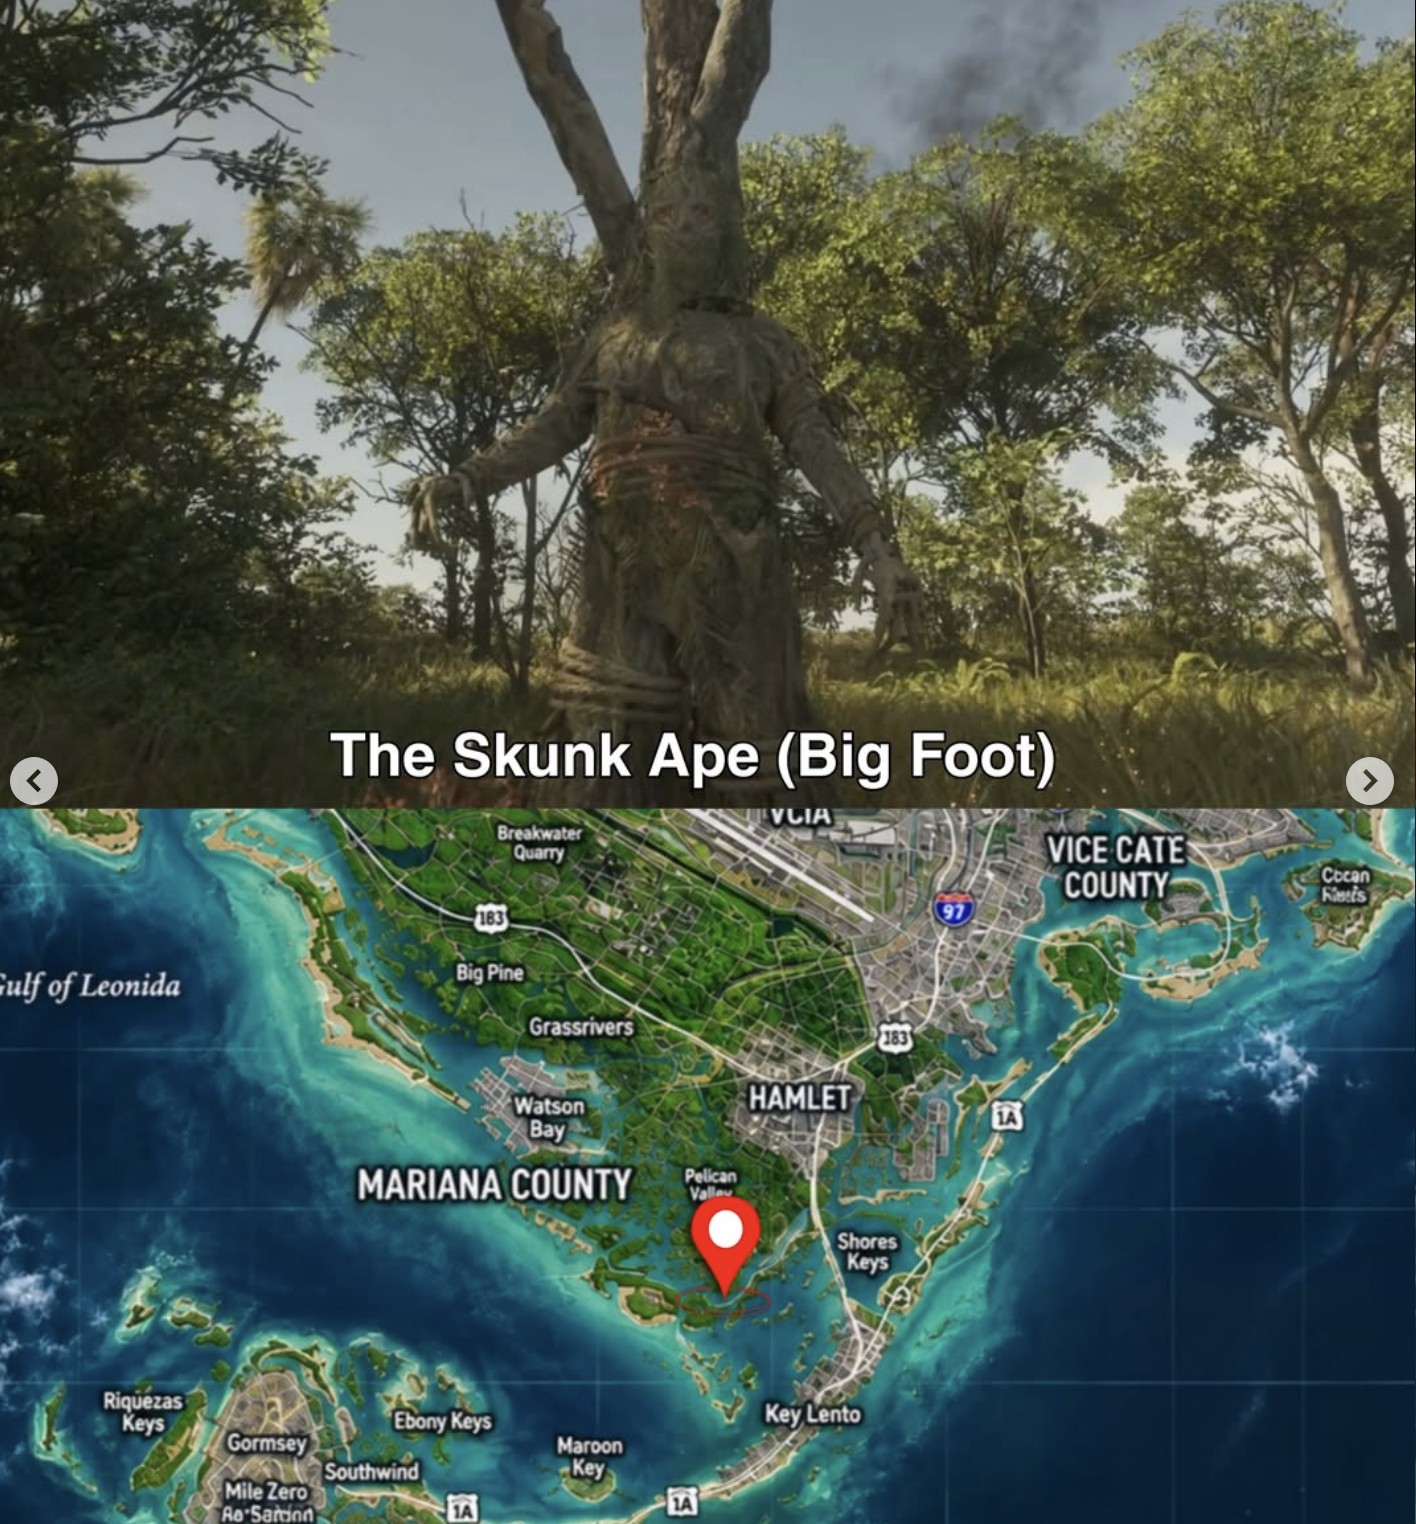 The Skunk Ape (Big Foot)
VCIA
Breakwater
Quarry
VICE CATE
COUNTY
183
97
Big Pine
Gulf of Leonida
Grassrivers
183
HAMLET
1A
Watson
Bay
MARIANA COUNTY
Pelican
Valley
Shores
Keys
Riquezas
Keys
Ebony Keys
Key Lento
Gormsey
Maroon
Key
Southwind
Mile Zero
1A
1A